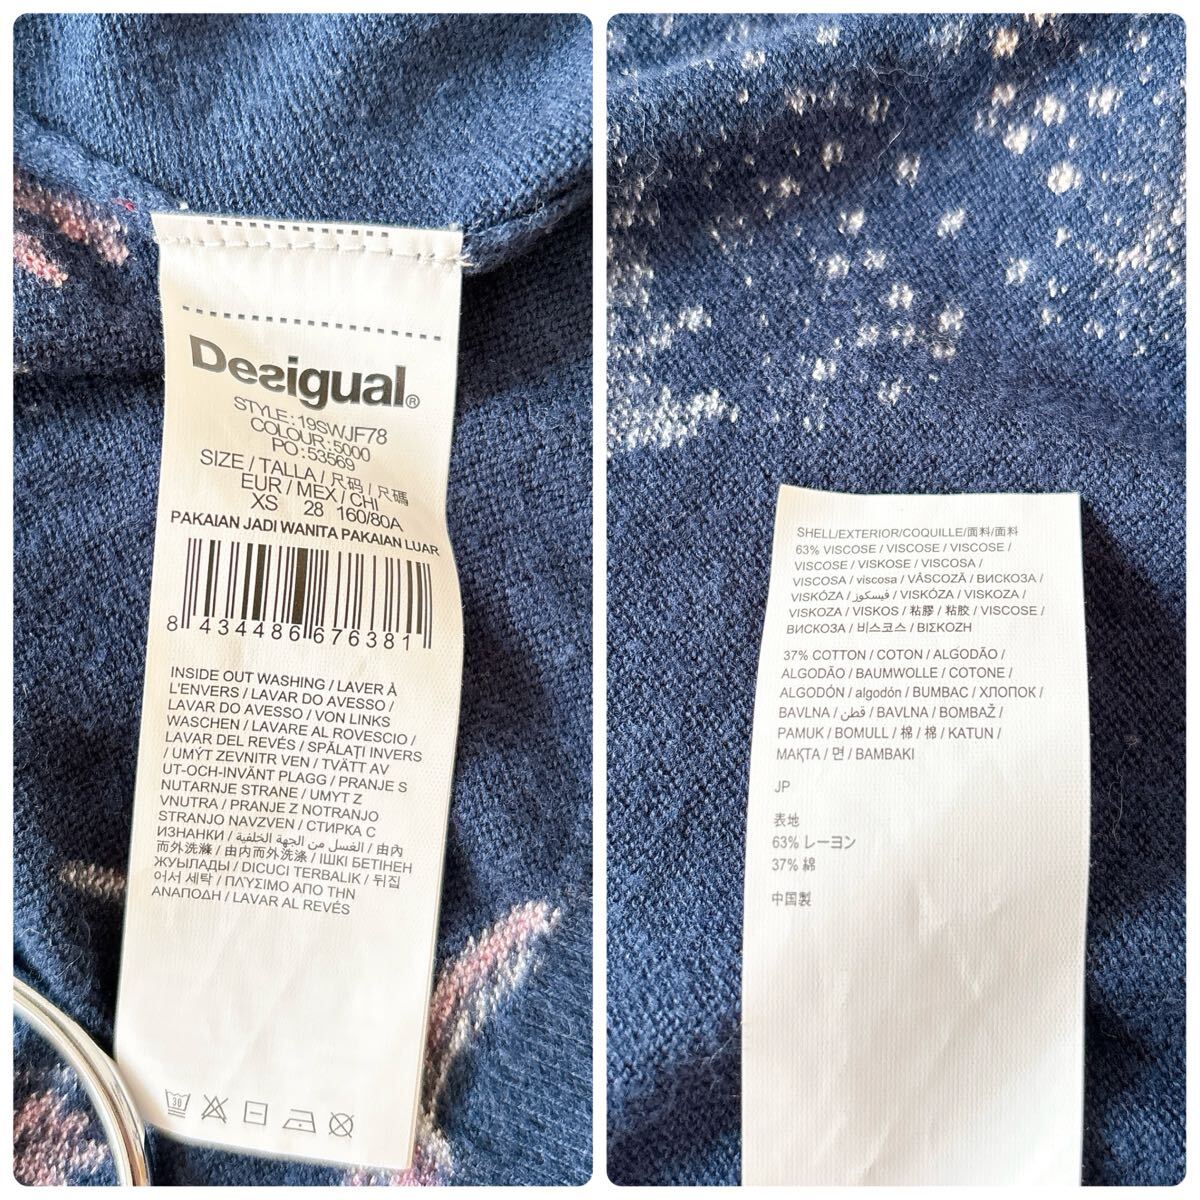 Desigual®
STYLE : 19SWJF78
COLOUR : 5000
PO : 53569
SIZE / TALLA / 尺码 / 尺碼
EUR / MEX / CHI
XS 28 160/80A
PAKAIAN JADI WANITA PAKAIAN LUAR
8 434486 676381
INSIDE OUT WASHING / LAVER À
L'ENVERS / LAVAR DO AVESSO /
LAVAR DO AVESSO / VON LINKS
WASCHEN / LAVARE AL ROVESCIO /
LAVAR DEL REVÉS / SPĂLAȚI INVERS
/ UMÝT ZEVNITR VEN / TVÄTT AV
UT-OCH-INVÄNT PLAGG / PRANJE S
NUTARNJE STRANE / UMYT Z
VNUTRA / PRANJE Z NOTRANJO
STRANJO NAVZVEN / СТИРКА С
ИЗНАНКИ / الغسل من الجهة الخلفية / 由內
而外洗滌 / 由内而外洗涤 / ІШКІ БЕТІНЕН
ЖУЫЛАДЫ / DICUCI TERBALIK / 뒤집
어서 세탁 / ΠΛΥΣΙΜΟ ΑΠΟ ΤΗΝ
ΑΝΑΠΟΔΗ / LAVAR AL REVÉS
30
SHELL/EXTERIOR/COQUILLE/面料/面料
63% VISCOSE / VISCOSE / VISCOSE /
VISCOSE / VISKOSE / VISCOSA /
VISCOSA / viscosa / VÂSCOZĂ / ВИСКОЗА /
VISKÓZA / فيسكوز / VISKÓZA / VISKOZA /
VISKOZA / VISKOS / 粘膠 / 粘胶 / VISCOSE /
ВИСКОЗА / 비스코스 / ΒΙΣΚΟΖΗ
37% COTTON / COTON / ALGODÃO /
ALGODÃO / BAUMWOLLE / COTONE /
ALGODÓN / algodón / BUMBAC / ХЛОПОК /
BAVLNA / قطن / BAVLNA / BOMBAŽ /
PAMUK / BOMULL / 棉 / 棉 / KATUN /
МАҚТА / 면 / ΒΑΜΒΑΚΙ
JP
表地
63% レーヨン
37% 綿
中国製